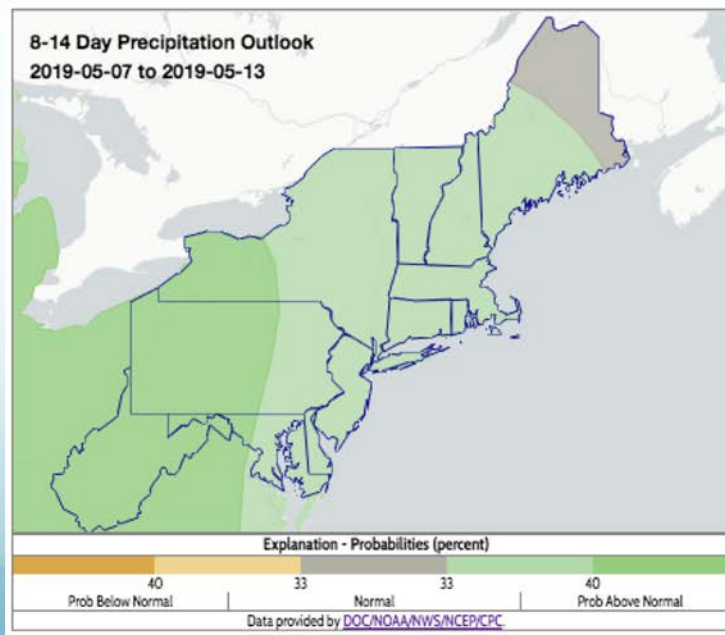 8-14 Day Precipitation Outlook
2019-05-07 to 2019-05-13
Explanation - Probabilities (percent)
40 33 33 40
Prob Below Normal Normal Prob Above Normal
Data provided by DOC/NOAA/NWS/NCEP/CPC.